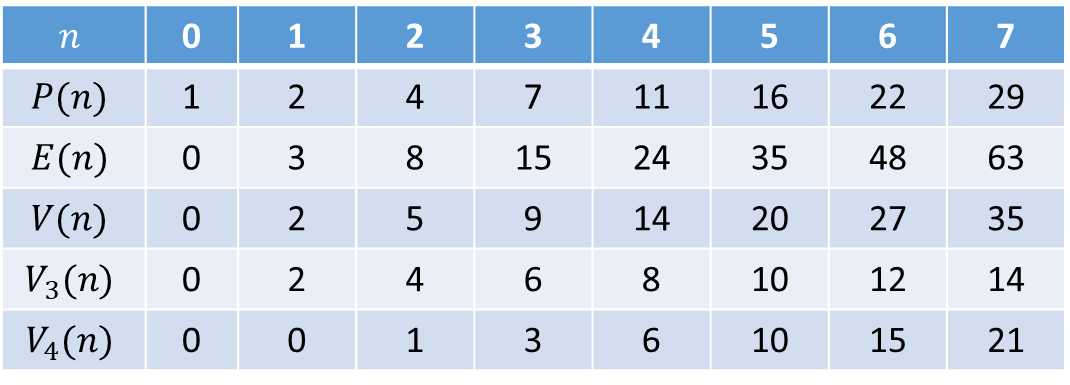 n 0 1 2 3 4 5 6 7
P(n) 1 2 4 7 11 16 22 29
E(n) 0 3 8 15 24 35 48 63
V(n) 0 2 5 9 14 20 27 35
V₃(n) 0 2 4 6 8 10 12 14
V₄(n) 0 0 1 3 6 10 15 21